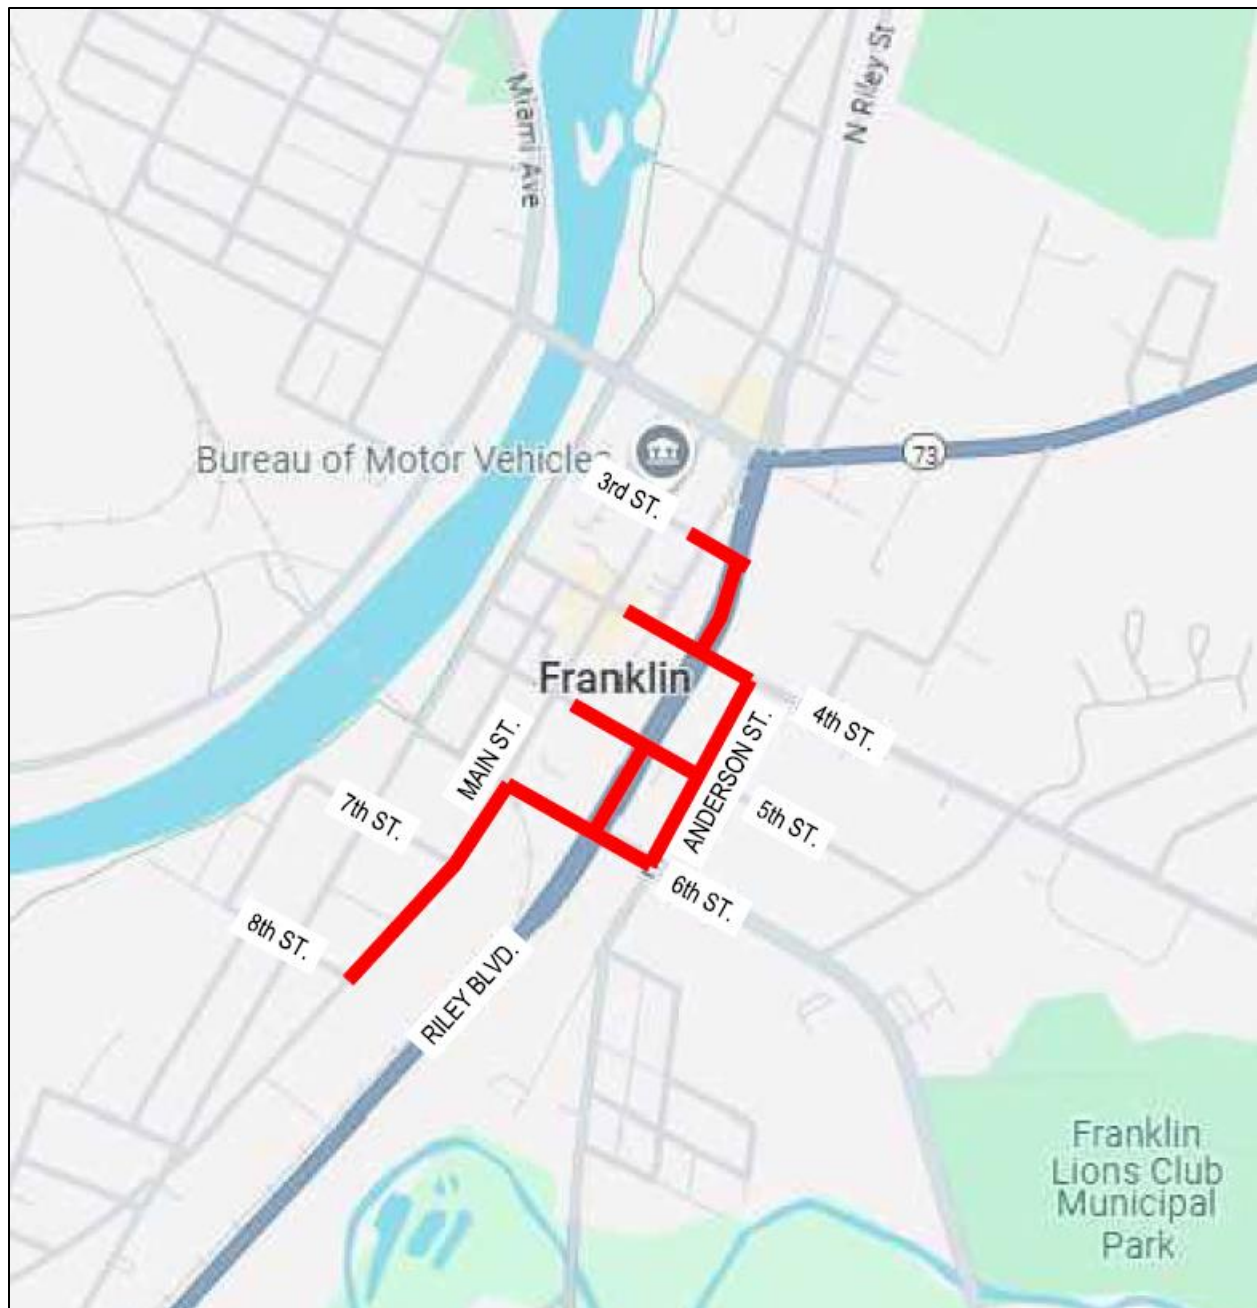 Miami Ave
N Riley St
Bureau of Motor Vehicles
73
3rd ST.
Franklin
MAIN ST.
4th ST.
ANDERSON ST.
7th ST.
5th ST.
6th ST.
8th ST.
RILEY BLVD.
Franklin
Lions Club
Municipal
Park